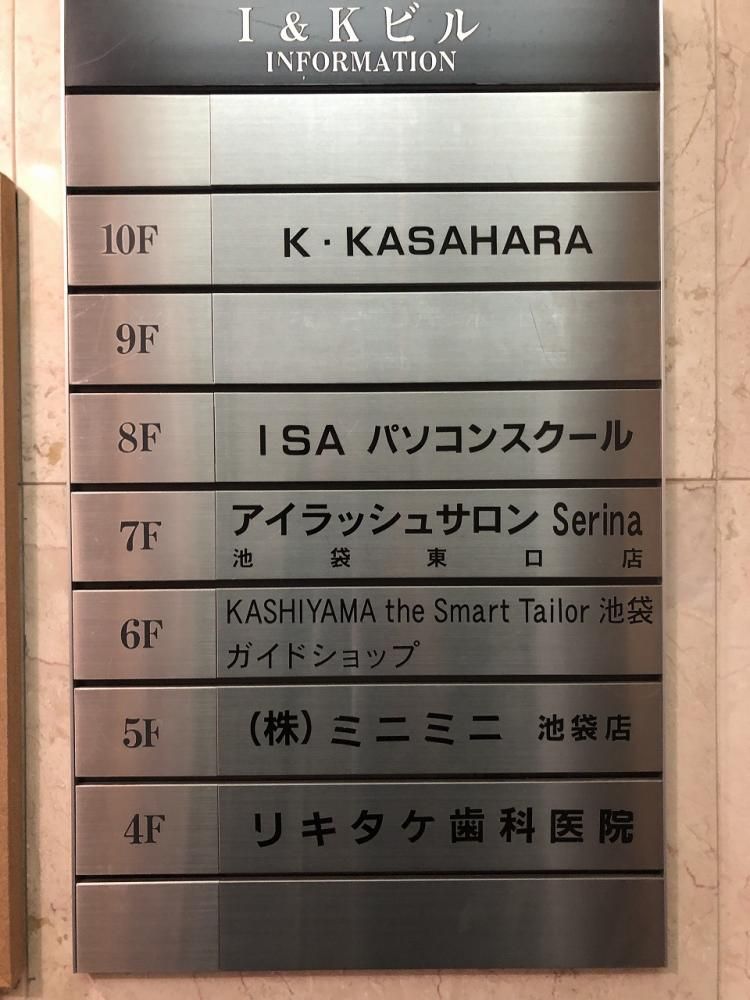 I & Kビル
INFORMATION
10F K・KASAHARA
9F
8F ISA パソコンスクール
7F アイラッシュサロン Serina
池袋東口店
6F KASHIYAMA the Smart Tailor 池袋
ガイドショップ
5F (株)ミニミニ 池袋店
4F リキタケ歯科医院